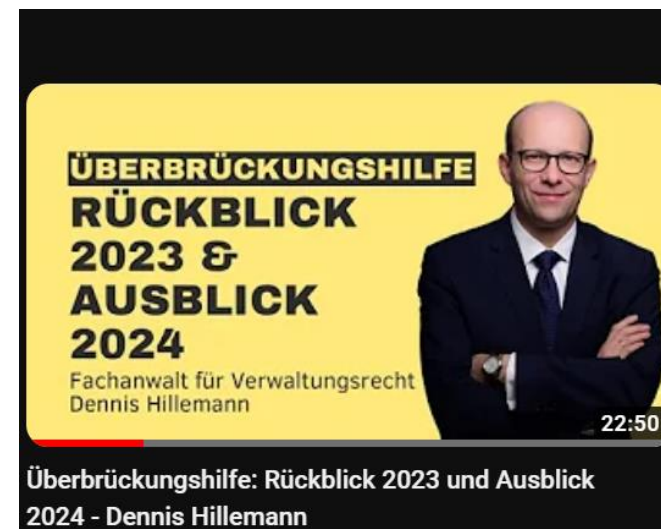 ÜBERBRÜCKUNGSHILFE
RÜCKBLICK
2023 &
AUSBLICK
2024
Fachanwalt für Verwaltungsrecht
Dennis Hillemann
22:50
Überbrückungshilfe: Rückblick 2023 und Ausblick
2024 - Dennis Hillemann